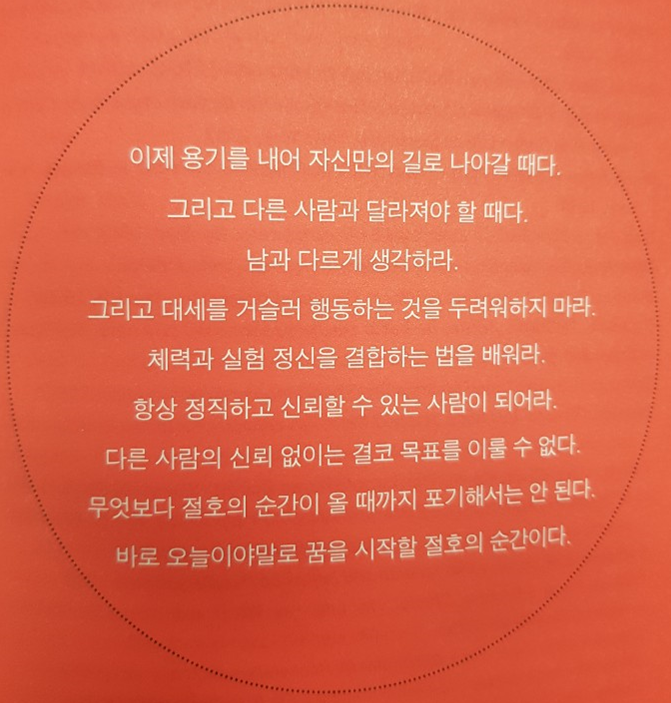 이제 용기를 내어 자신만의 길로 나아갈 때다.
그리고 다른 사람과 달라져야 할 때다.
남과 다르게 생각하라.
그리고 대세를 거슬러 행동하는 것을 두려워하지 마라.
체력과 실험 정신을 결합하는 법을 배워라.
항상 정직하고 신뢰할 수 있는 사람이 되어라.
다른 사람의 신뢰 없이는 결코 목표를 이룰 수 없다.
무엇보다 절호의 순간이 올 때까지 포기해서는 안 된다.
바로 오늘이야말로 꿈을 시작할 절호의 순간이다.